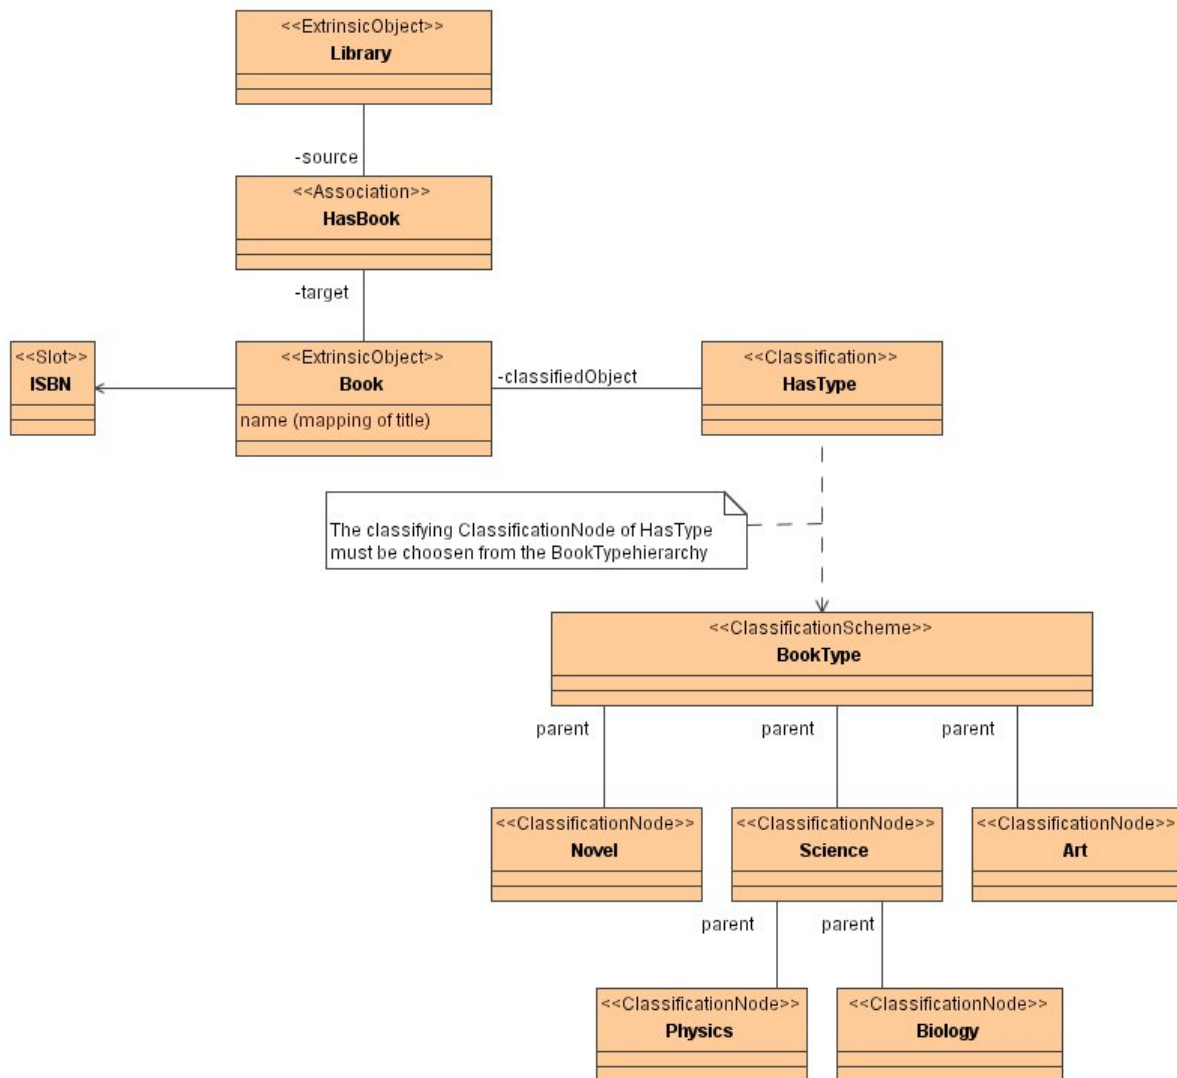 <<ExtrinsicObject>>
Library
-source
<<Association>>
HasBook
-target
<<Slot>>
ISBN
<<ExtrinsicObject>>
Book
name (mapping of title)
-classifiedObject
<<Classification>>
HasType
The classifying ClassificationNode of HasType
must be choosen from the BookTypehierarchy
<<ClassificationScheme>>
BookType
parent
parent
parent
<<ClassificationNode>>
Novel
<<ClassificationNode>>
Science
<<ClassificationNode>>
Art
parent
parent
<<ClassificationNode>>
Physics
<<ClassificationNode>>
Biology